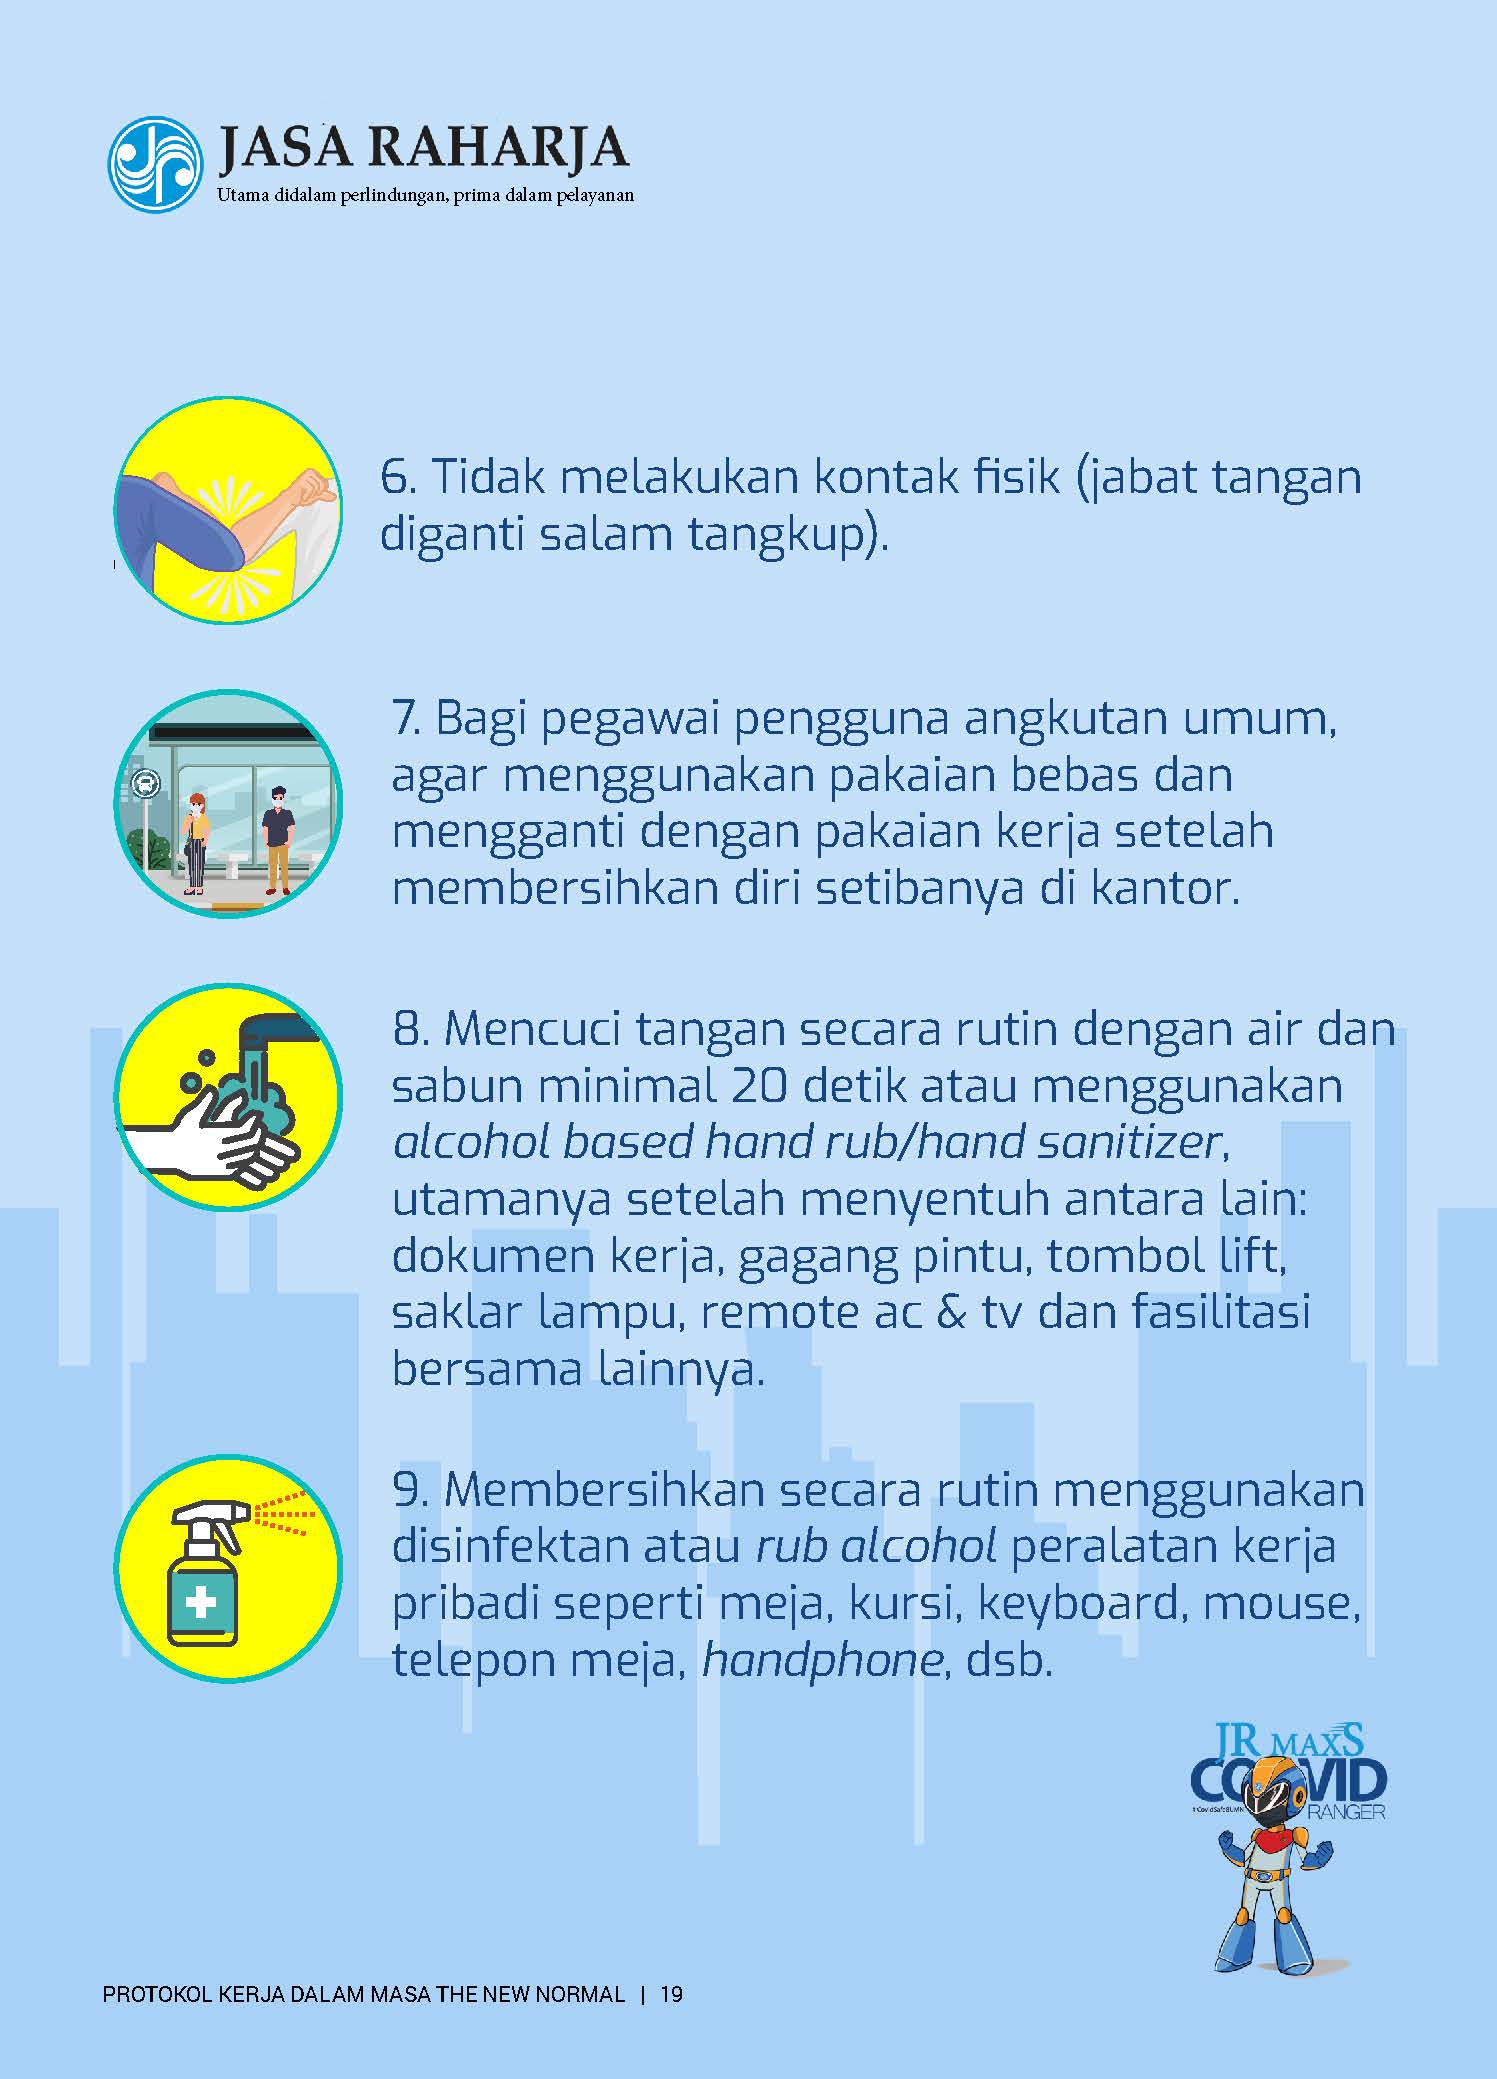 JASA RAHARJA
Utama didalam perlindungan, prima dalam pelayanan
6. Tidak melakukan kontak fisik (jabat tangan
diganti salam tangkup).
7. Bagi pegawai pengguna angkutan umum,
agar menggunakan pakaian bebas dan
mengganti dengan pakaian kerja setelah
membersihkan diri setibanya di kantor.
8. Mencuci tangan secara rutin dengan air dan
sabun minimal 20 detik atau menggunakan
alcohol based hand rub/hand sanitizer,
utamanya setelah menyentuh antara lain:
dokumen kerja, gagang pintu, tombol lift,
saklar lampu, remote ac & tv dan fasilitasi
bersama lainnya.
9. Membersihkan secara rutin menggunakan
disinfektan atau rub alcohol peralatan kerja
pribadi seperti meja, kursi, keyboard, mouse,
telepon meja, handphone, dsb.
JR MAXS
COVID
#CovidSafeBUMN
RANGER
PROTOKOL KERJA DALAM MASA THE NEW NORMAL | 19